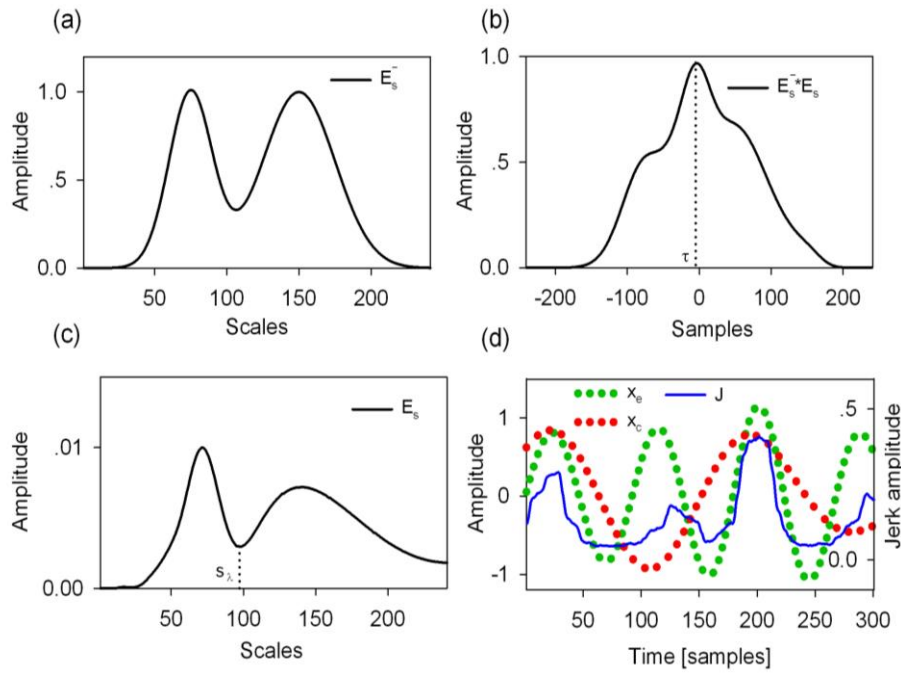 (a)
E_s^-
Amplitude
1.0
.5
0.0
50 100 150 200
Scales
(b)
E_s^-*E_s
Amplitude
1.0
.5
0.0
τ
-200 -100 0 100 200
Samples
(c)
E_s
Amplitude
.01
0.00
s_λ
50 100 150 200
Scales
(d)
x_e J
x_c
Amplitude
1
0
-1
.5
0.0
Jerk amplitude
0 50 100 150 200 250 300
Time [samples]